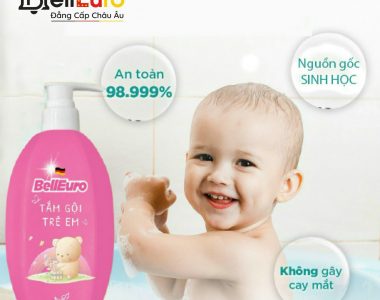 BellEuro
Đẳng Cấp Châu Âu
An toàn
98.999%
Nguồn gốc
SINH HỌC
BellEuro
TẮM GỘI
TRẺ EM
Không gây
cay mắt